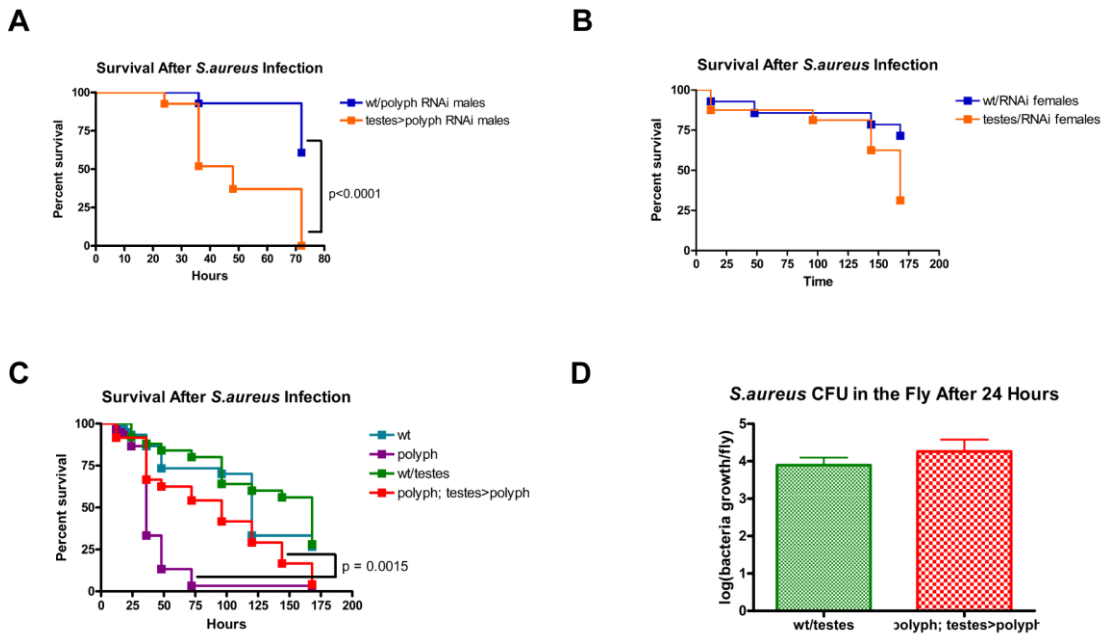 A
Survival After S.aureus Infection
Percent survival
100
75
50
25
0
0 10 20 30 40 50 60 70 80
Hours
wt/polyph RNAi males
testes>polyph RNAi males
p<0.0001
B
Survival After S.aureus Infection
Percent survival
100
75
50
25
0
0 25 50 75 100 125 150 175 200
Time
wt/RNAi females
testes/RNAi females
C
Survival After S.aureus Infection
Percent survival
100
75
50
25
0
0 25 50 75 100 125 150 175 200
Hours
wt
polyph
wt/testes
polyph; testes>polyph
p = 0.0015
D
S.aureus CFU in the Fly After 24 Hours
log(bacteria growth/fly)
5
4
3
2
1
0
wt/testes
polyph; testes>polyph